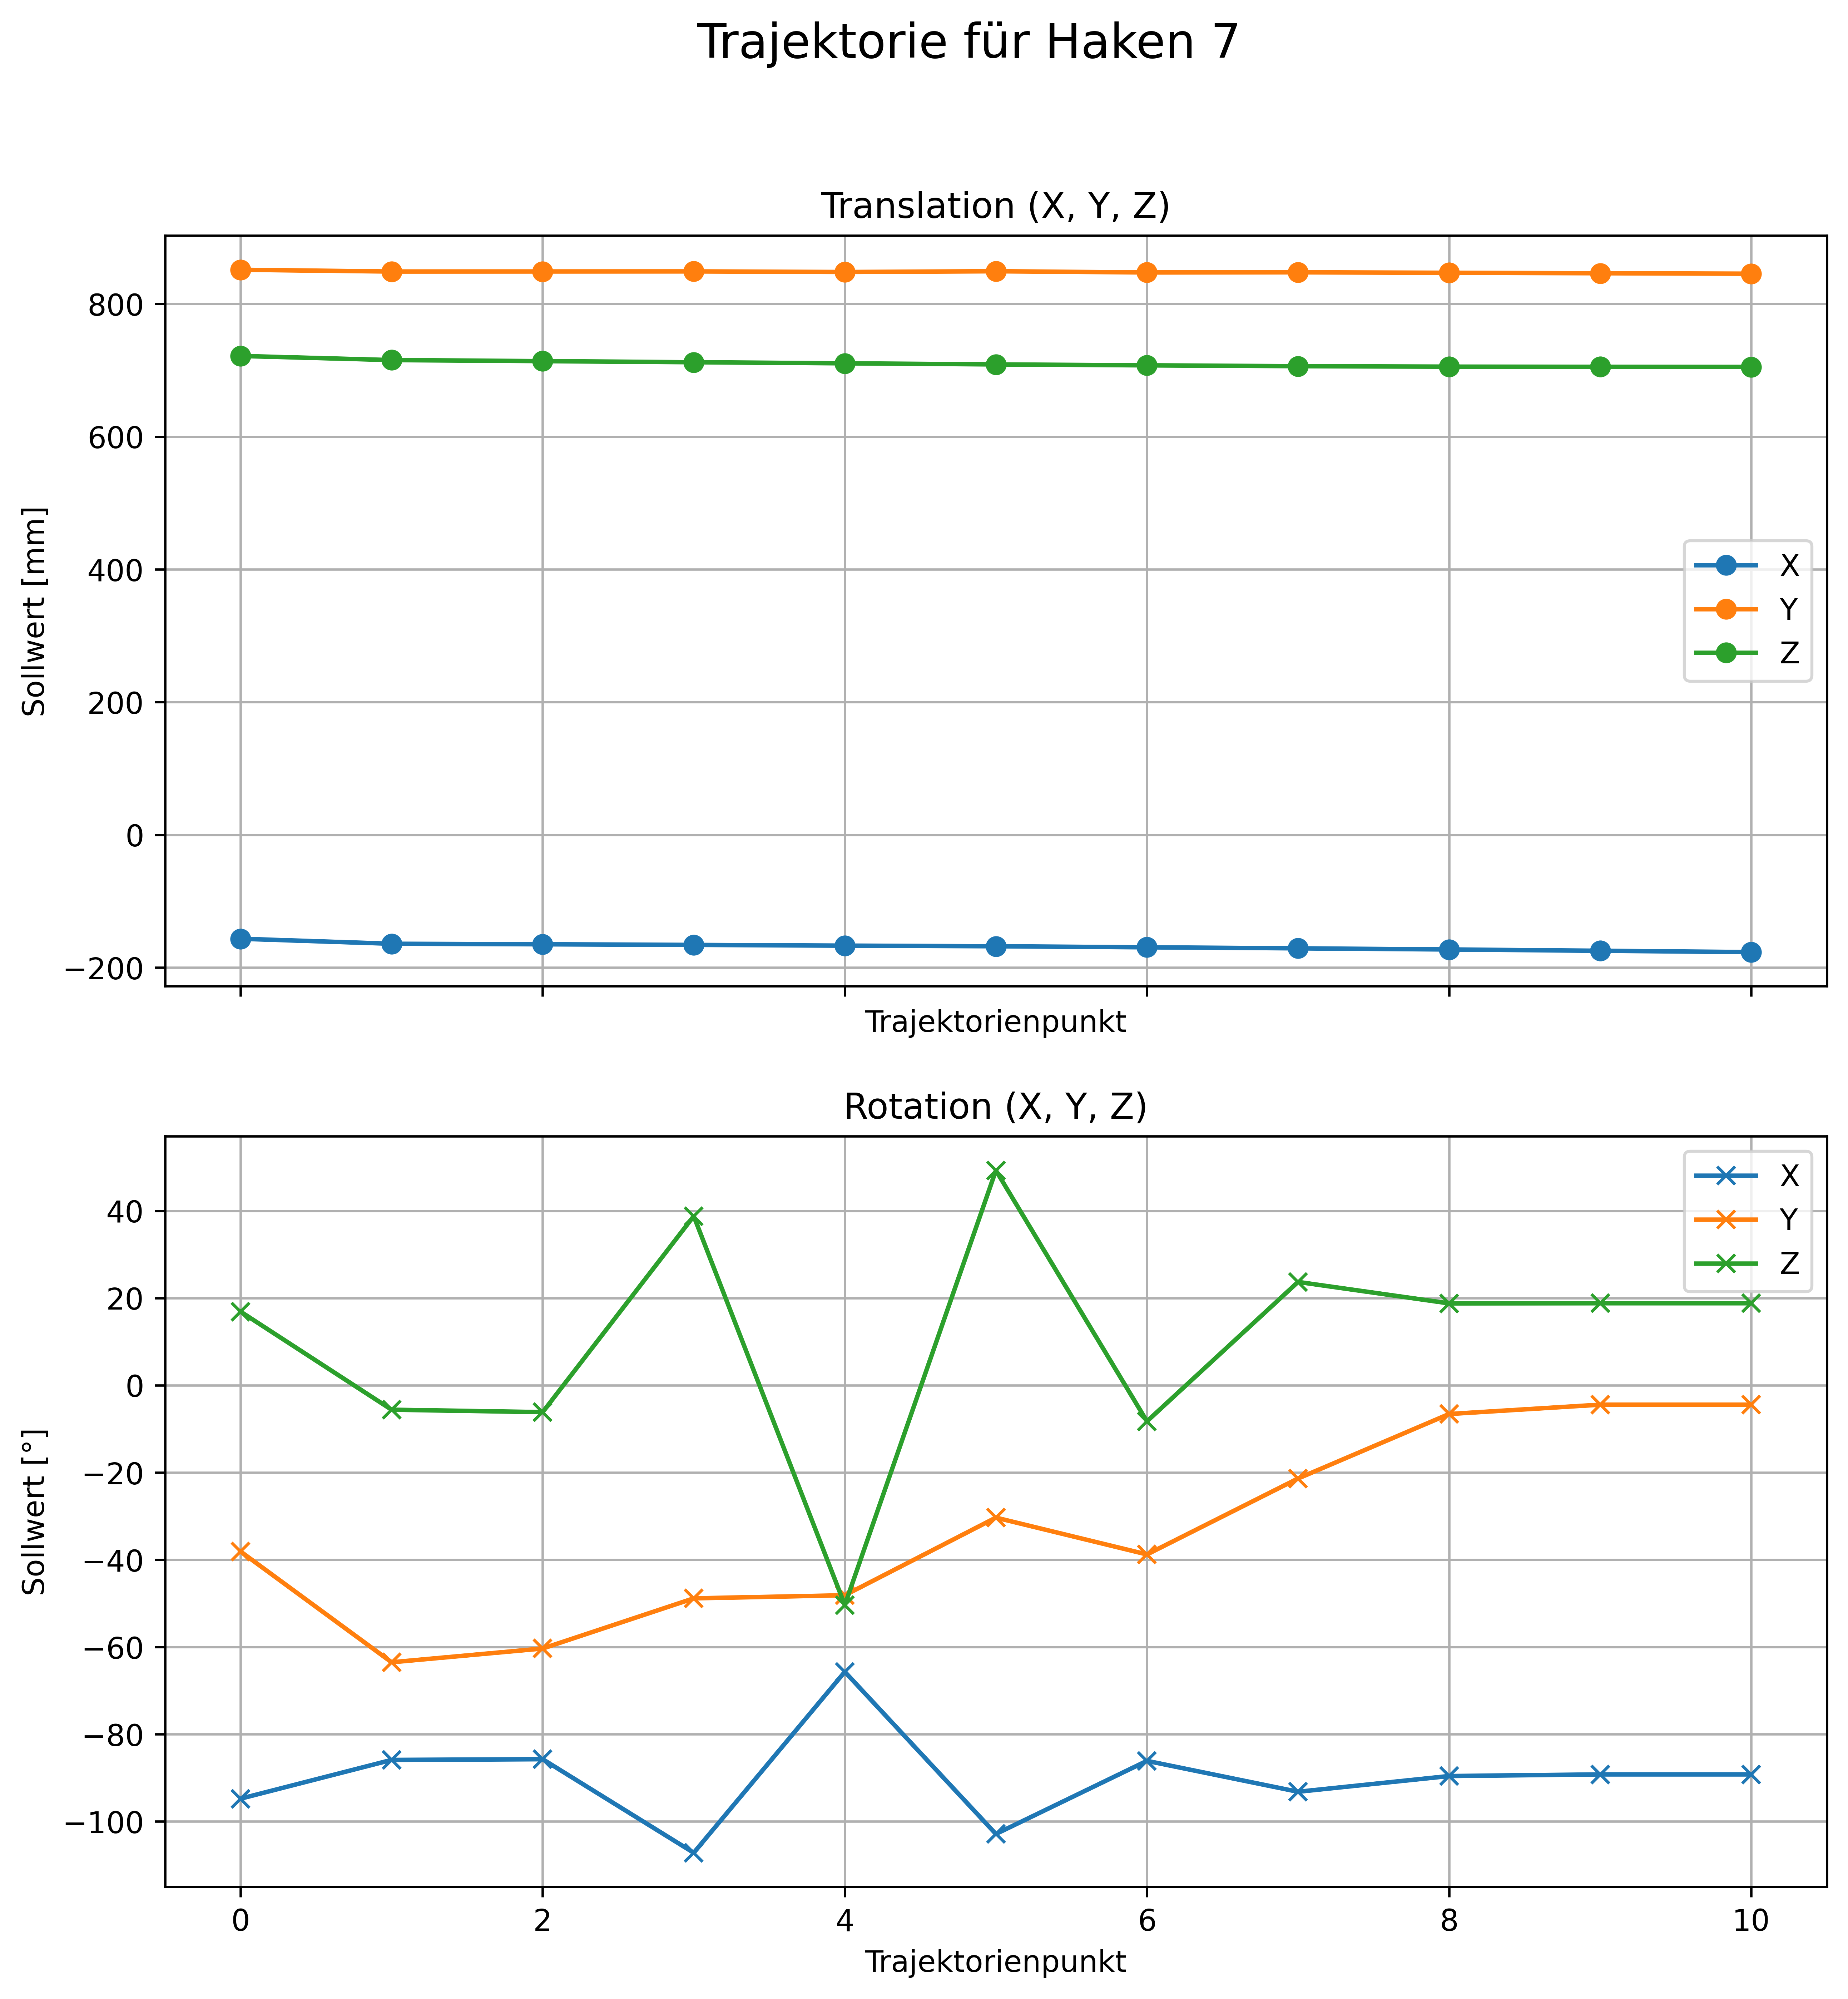 Trajektorie für Haken 7
Translation (X, Y, Z)
Sollwert [mm]
800
600
400
200
0
−200
X
Y
Z
Trajektorienpunkt
Rotation (X, Y, Z)
Sollwert [°]
40
20
0
−20
−40
−60
−80
−100
X
Y
Z
0 2 4 6 8 10
Trajektorienpunkt